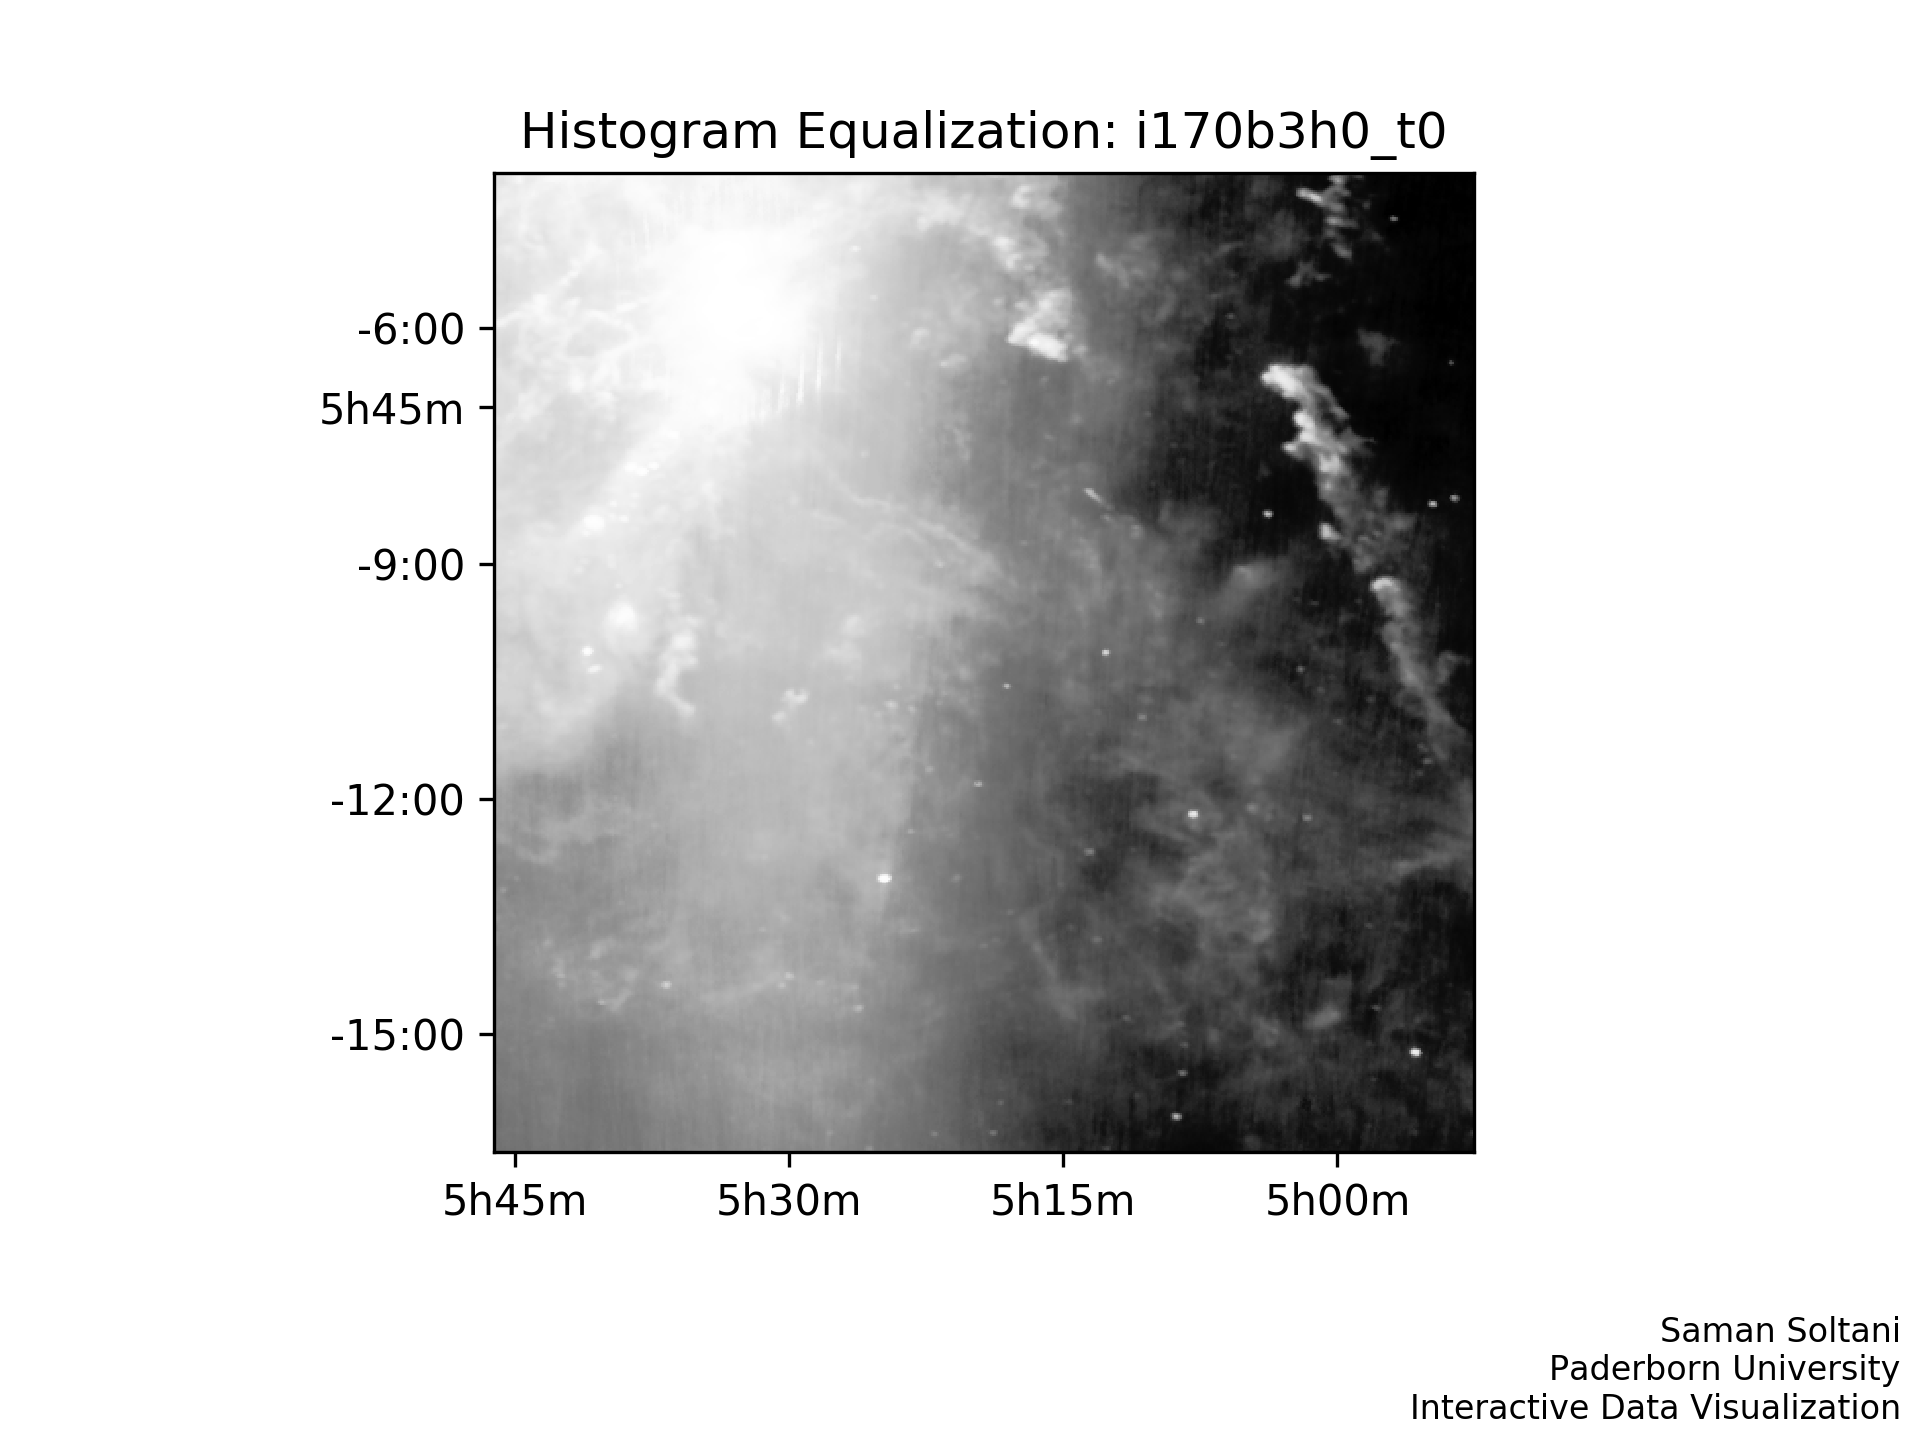 Histogram Equalization: i170b3h0_t0
-6:00
5h45m
-9:00
-12:00
-15:00
5h45m 5h30m 5h15m 5h00m
Saman Soltani
Paderborn University
Interactive Data Visualization